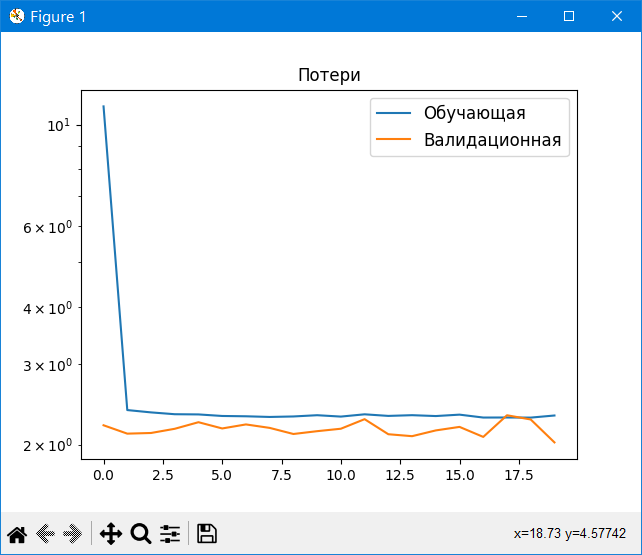 Figure 1
Потери
Обучающая
Валидационная
10¹
6 × 10⁰
4 × 10⁰
3 × 10⁰
2 × 10⁰
0.0 2.5 5.0 7.5 10.0 12.5 15.0 17.5
x=18.73 y=4.57742